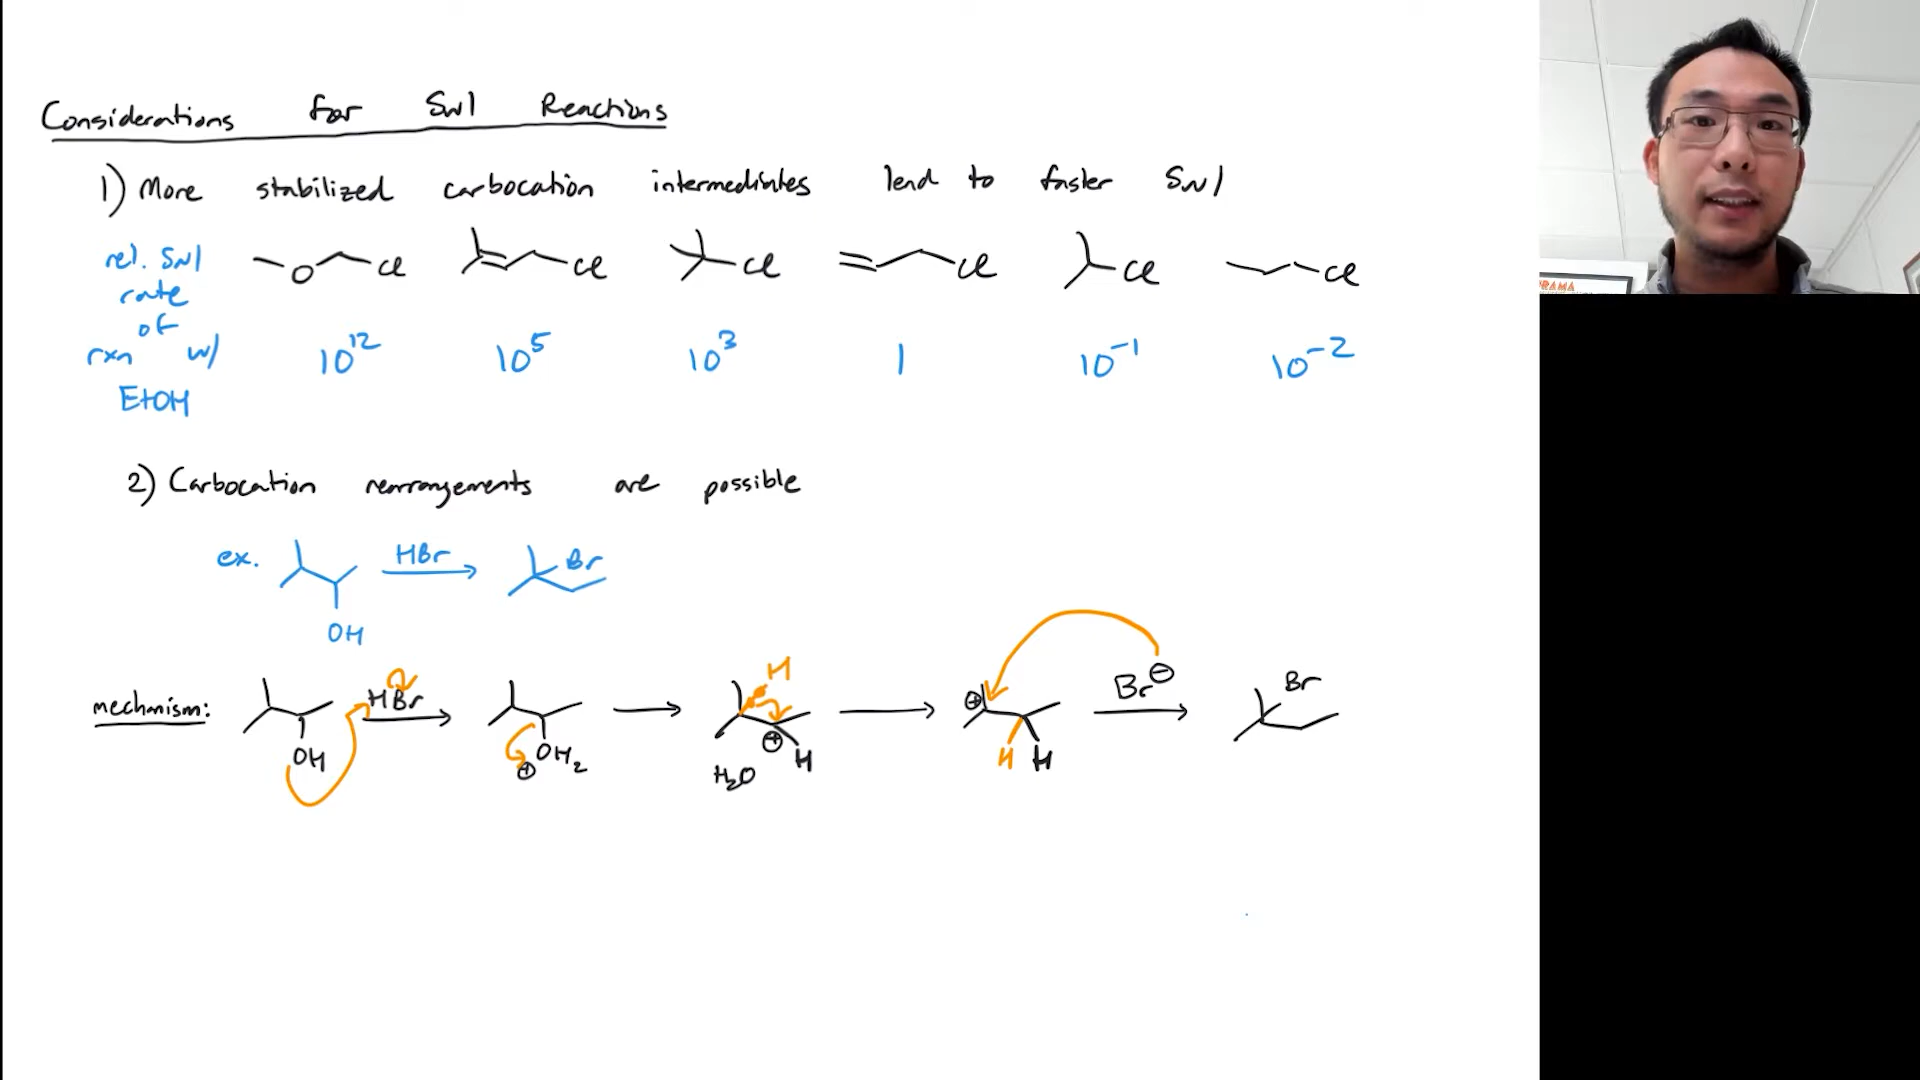 Considerations for SN1 Reactions
1) More stabilized carbocation intermediates lead to faster SN1
rel. SN1
rate
of
rxn w/
EtOH
O Cl Cl Cl Cl Cl Cl
10^12 10^5 10^3 1 10^-1 10^-2
2) Carbocation rearrangements are possible
ex. HBr Br
OH
mechanism: HBr H ⊕ Br⊖ Br
OH ⊕OH2 ⊕ H H H
H2O